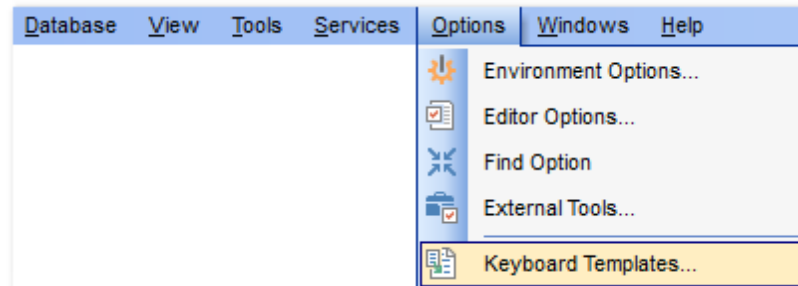 Database View Tools Services Options Windows Help
Environment Options...
Editor Options...
Find Option
External Tools...
Keyboard Templates...